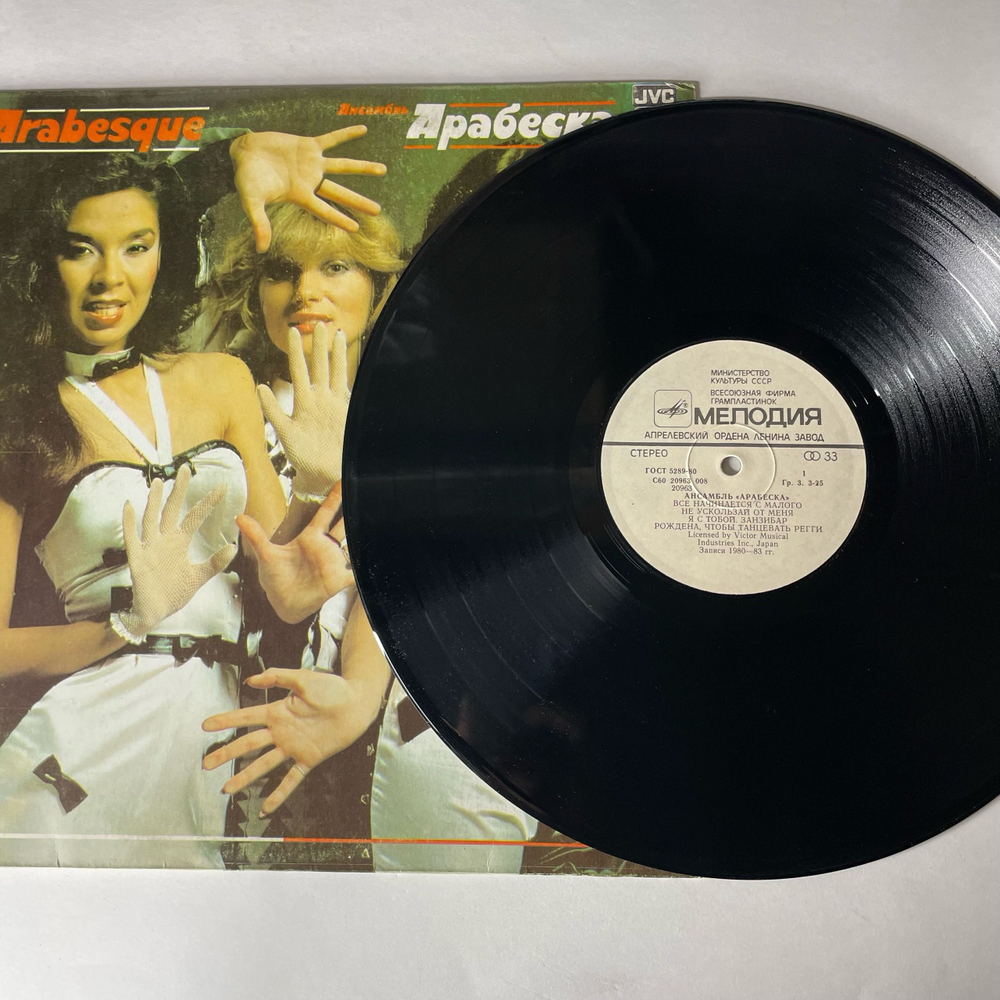 Arabesque
Ансамбль Арабеска
JVC
МИНИСТЕРСТВО
КУЛЬТУРЫ СССР
ВСЕСОЮЗНАЯ ФИРМА
ГРАМПЛАСТИНОК
МЕЛОДИЯ
АПРЕЛЕВСКИЙ ОРДЕНА ЛЕНИНА ЗАВОД
СТЕРЕО 33
ГОСТ 5289-80 1
С60 20963 008 Гр. 3. 3-25
20963
АНСАМБЛЬ «АРАБЕСКА»
ВСЕ НАЧИНАЕТСЯ С МАЛОГО
НЕ УСКОЛЬЗАЙ ОТ МЕНЯ
Я С ТОБОЙ. ЗАНЗИБАР
РОЖДЕНА, ЧТОБЫ ТАНЦЕВАТЬ РЕГГИ
Licensed by Victor Musical
Industries Inc., Japan
Записи 1980—83 гг.